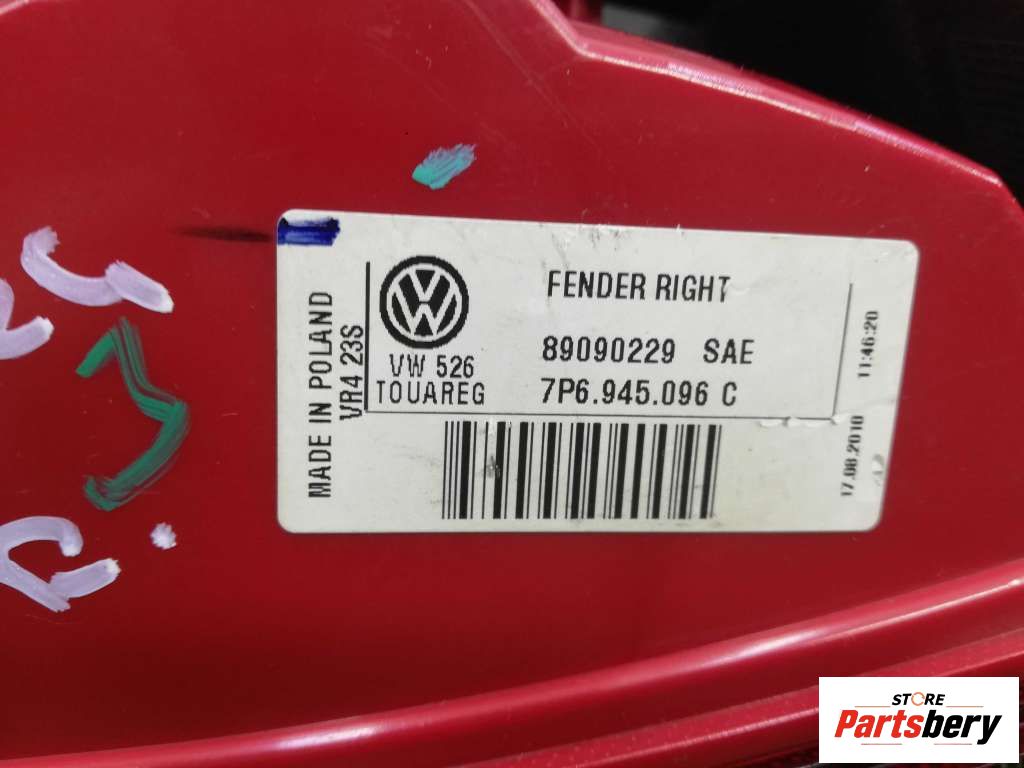 MADE IN POLAND
VR4 23S
VW 526
TOUAREG
FENDER RIGHT
89090229 SAE
7P6.945.096 C
17.08.2010 11:46:20
STORE
Partsbery